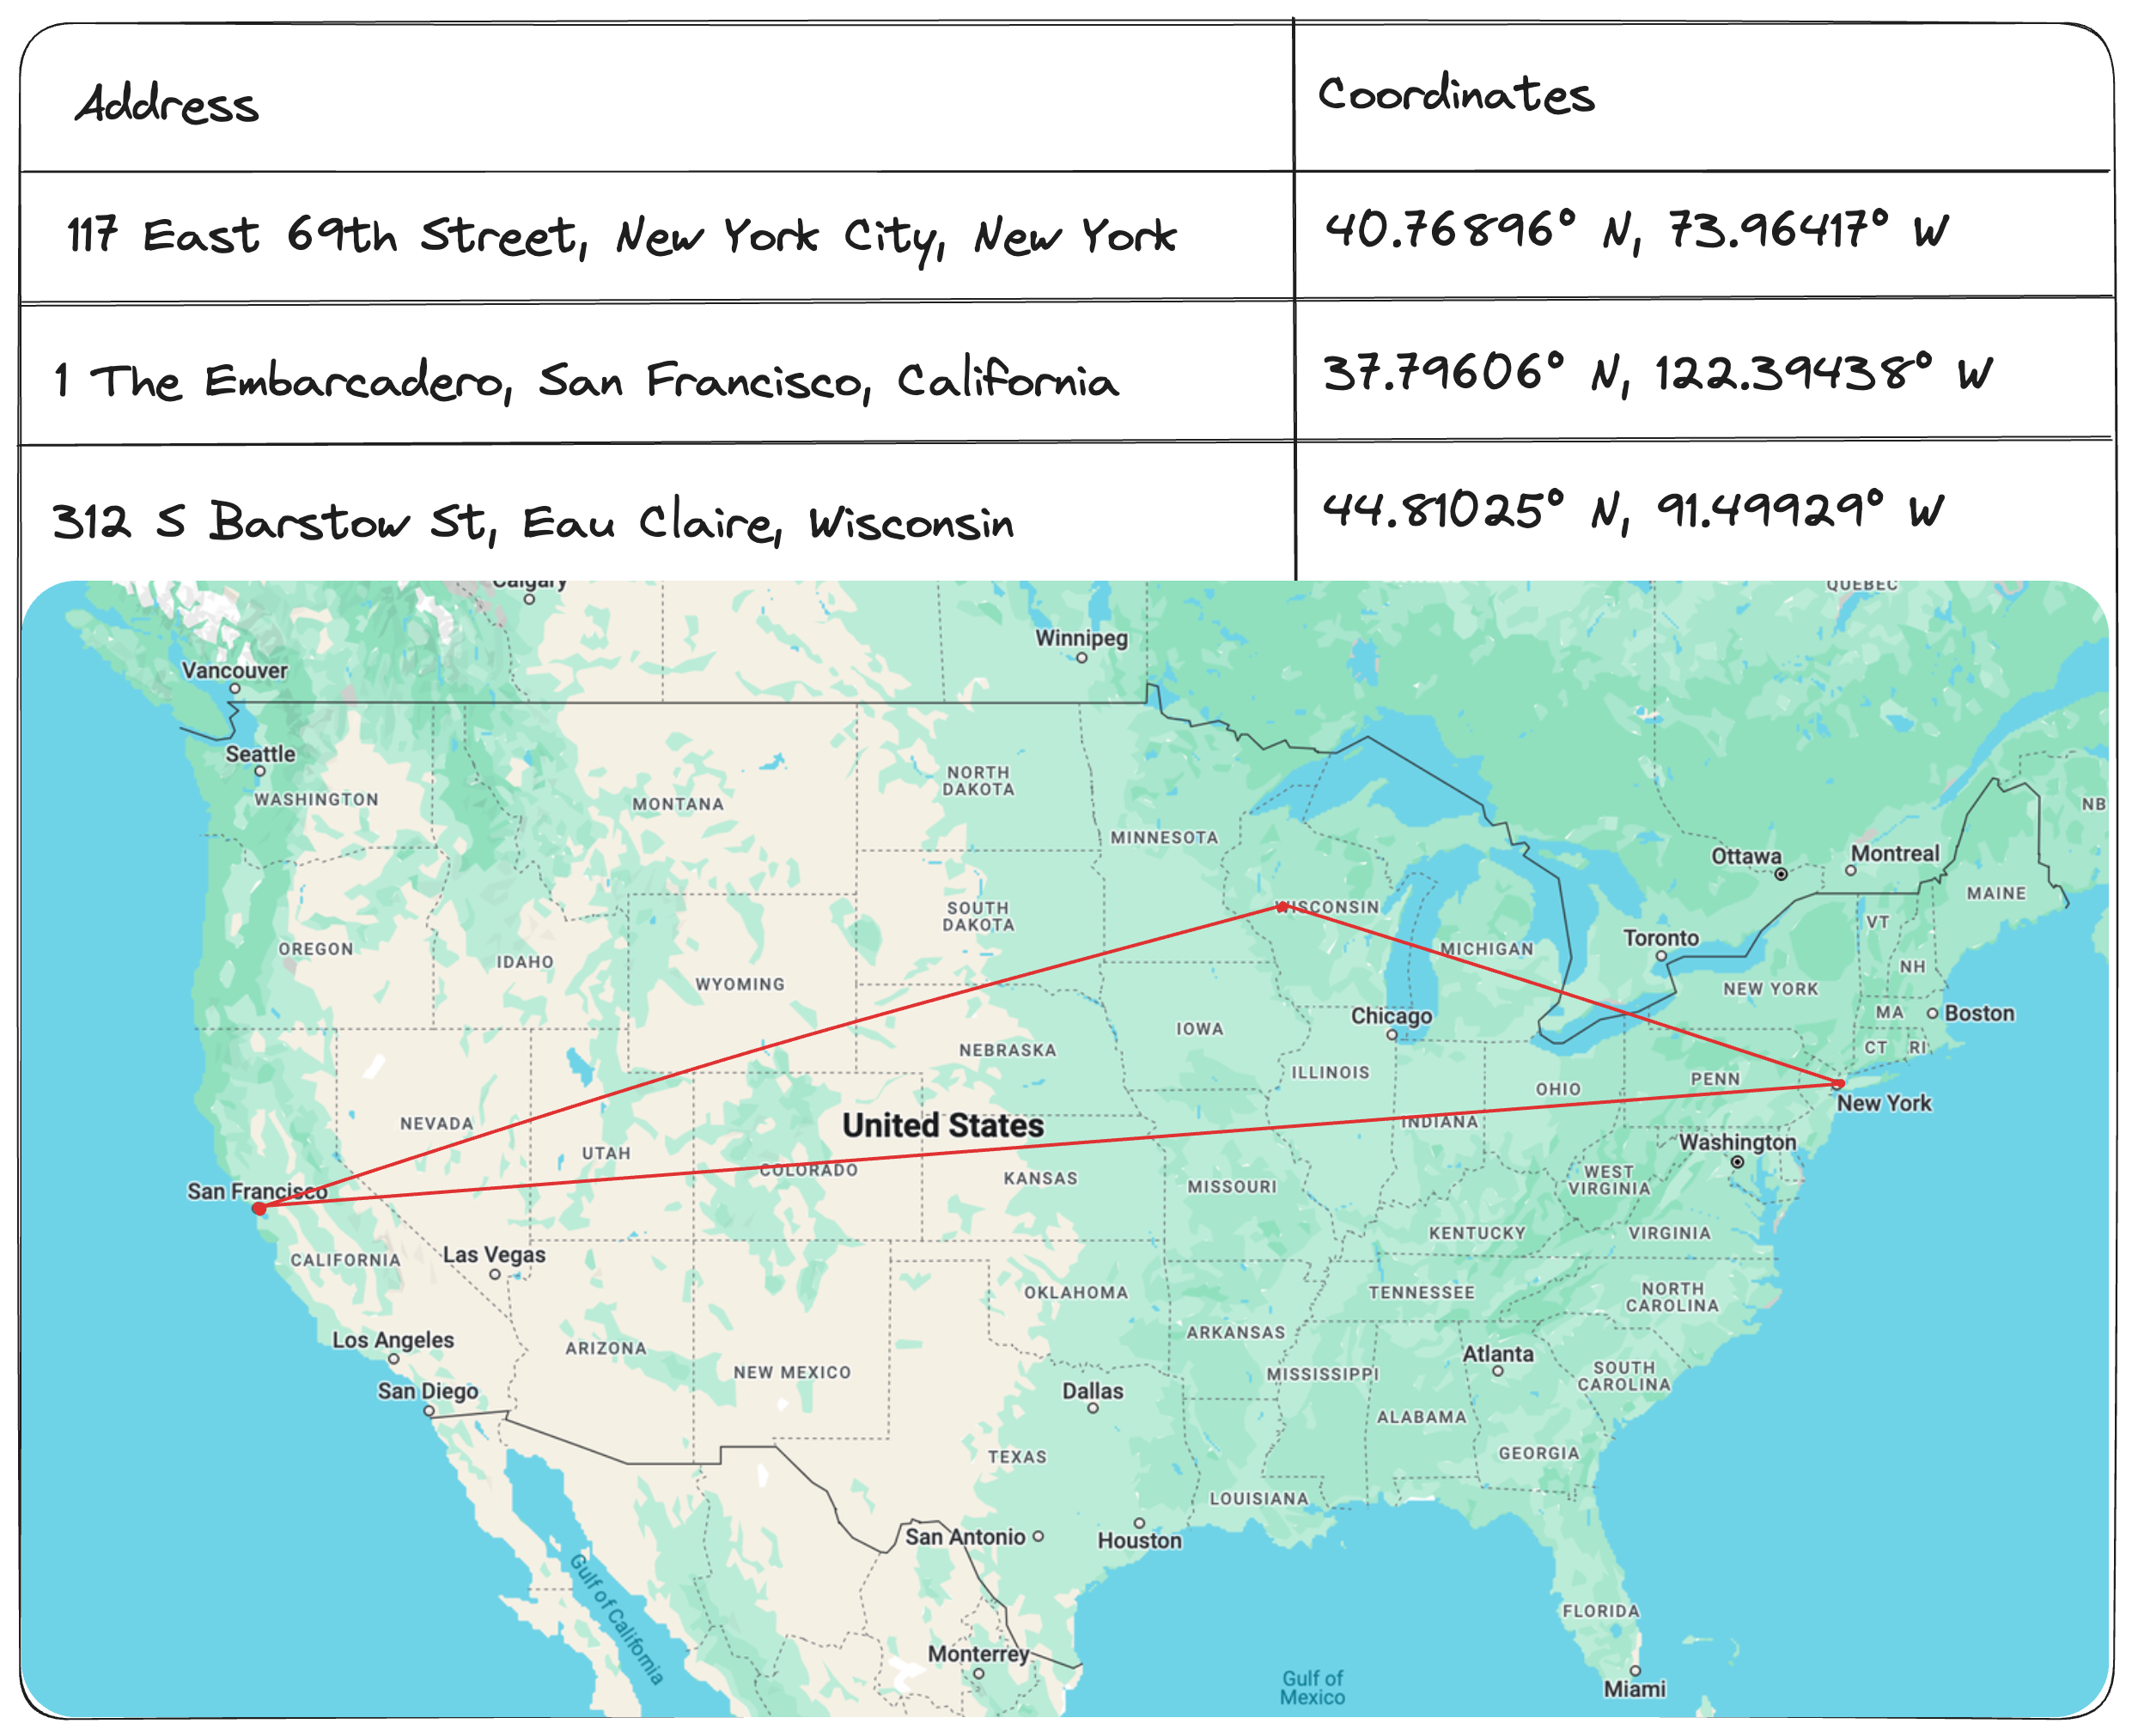 Address
Coordinates
117 East 69th Street, New York City, New York
40.76896° N, 73.96417° W
1 The Embarcadero, San Francisco, California
37.79606° N, 122.39438° W
312 S Barstow St, Eau Claire, Wisconsin
44.81025° N, 91.49929° W
Calgary
QUEBEC
Winnipeg
Vancouver
Seattle
WASHINGTON
MONTANA
NORTH
DAKOTA
MINNESOTA
NB
Ottawa
Montreal
MAINE
OREGON
IDAHO
SOUTH
DAKOTA
WISCONSIN
VT
Toronto
MICHIGAN
WYOMING
NEW YORK
NH
MA
Boston
Chicago
IOWA
NEBRASKA
CT
RI
ILLINOIS
OHIO
PENN
New York
NEVADA
UTAH
United States
INDIANA
COLORADO
KANSAS
MISSOURI
Washington
WEST
VIRGINIA
San Francisco
KENTUCKY
VIRGINIA
CALIFORNIA
Las Vegas
OKLAHOMA
TENNESSEE
NORTH
CAROLINA
Los Angeles
ARIZONA
NEW MEXICO
ARKANSAS
MISSISSIPPI
Atlanta
SOUTH
CAROLINA
San Diego
Dallas
ALABAMA
TEXAS
GEORGIA
LOUISIANA
San Antonio
Houston
Gulf of California
FLORIDA
Monterrey
Gulf of
Mexico
Miami